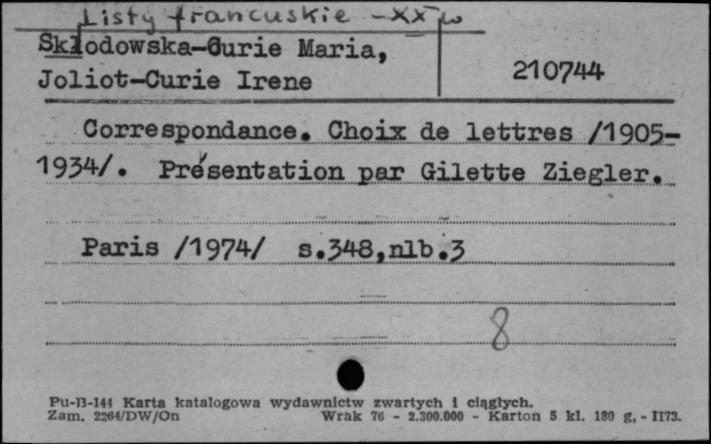 Listy francuskie - XX w
Skłodowska-Curie Maria,
Joliot-Curie Irene
210744
Correspondance. Choix de lettres /1905-
1934/. Présentation par Gilette Ziegler.
Paris /1974/ s.348,nlb.3
8
Pu-B-144 Karta katalogowa wydawnictw zwartych i ciągłych.
Zam. 2264/DW/On Wrak 76 - 2.300.000 - Karton 5 kl. 180 g, - II73.